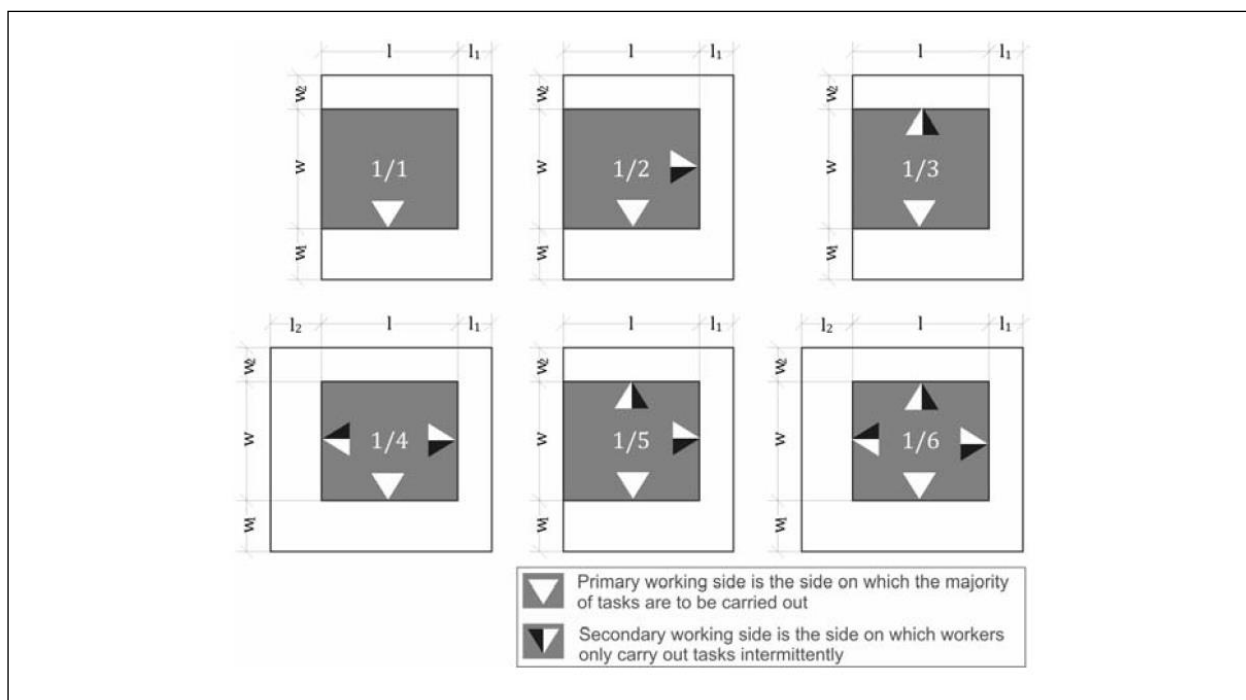 l l₁ l l₁ l l₁
w₂ w₂ w₂
w 1/1 w 1/2 w 1/3
w₁ w₁ w₁
l₂ l l₁ l l₁ l₂ l l₁
w₂ w₂ w₂
w 1/4 w 1/5 w 1/6
w₁ w₁ w₁
Primary working side is the side on which the majority
of tasks are to be carried out
Secondary working side is the side on which workers
only carry out tasks intermittently